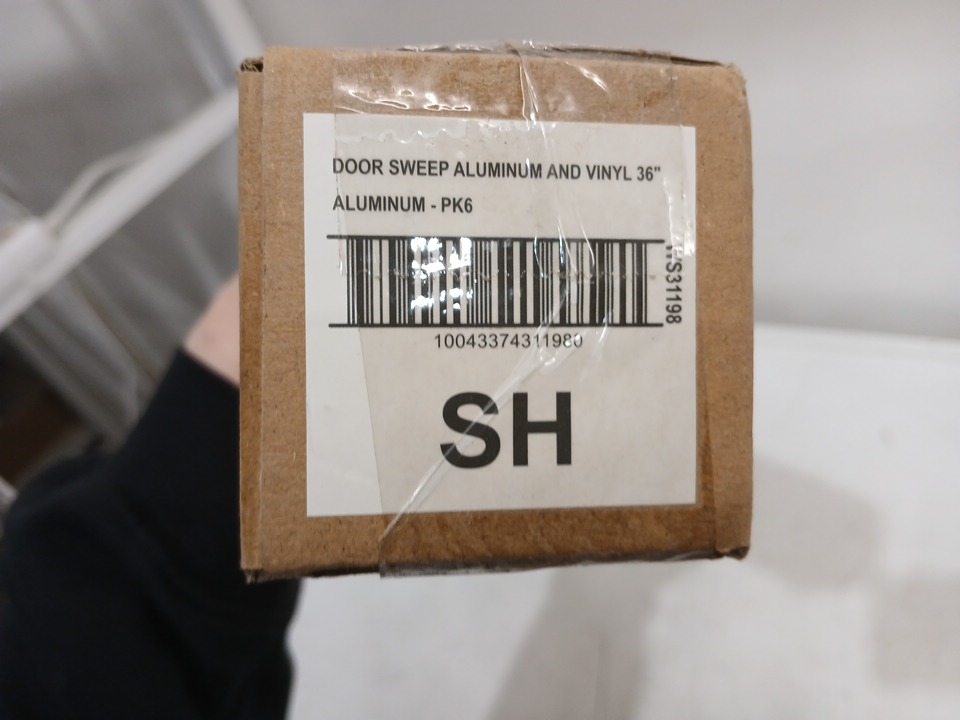 DOOR SWEEP ALUMINUM AND VINYL 36"
ALUMINUM - PK6
10043374311980
SH